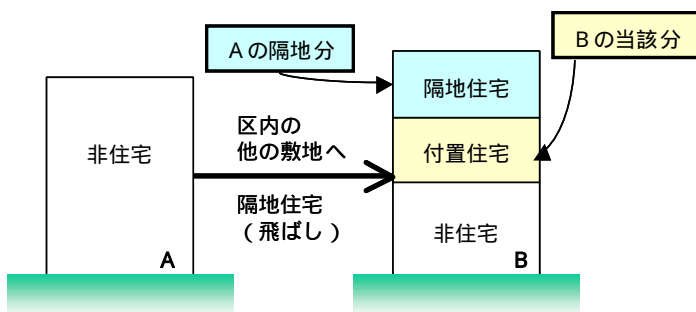 Aの隔地分
Bの当該分
非住宅
A
区内の
他の敷地へ
隔地住宅
（飛ばし）
隔地住宅
付置住宅
非住宅
B